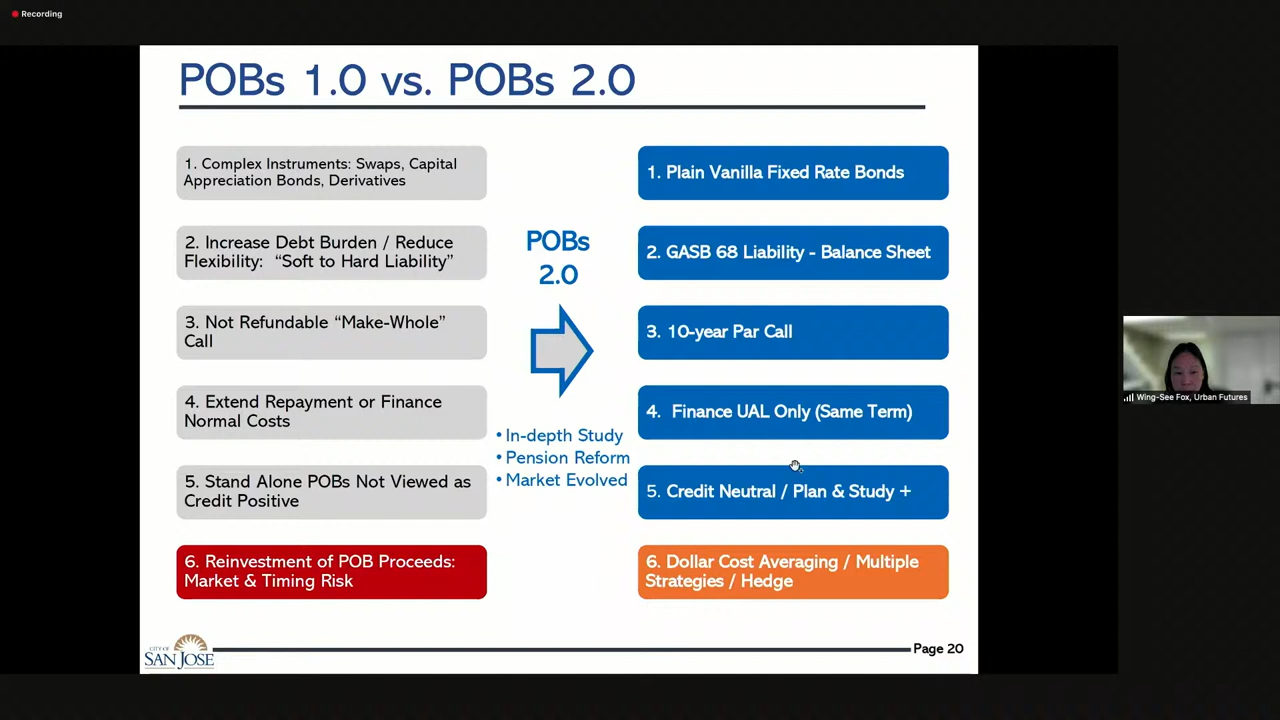 Recording
POBs 1.0 vs. POBs 2.0
1. Complex Instruments: Swaps, Capital
Appreciation Bonds, Derivatives
2. Increase Debt Burden / Reduce
Flexibility: “Soft to Hard Liability”
3. Not Refundable “Make-Whole”
Call
4. Extend Repayment or Finance
Normal Costs
5. Stand Alone POBs Not Viewed as
Credit Positive
6. Reinvestment of POB Proceeds:
Market & Timing Risk
POBs
2.0
• In-depth Study
• Pension Reform
• Market Evolved
1. Plain Vanilla Fixed Rate Bonds
2. GASB 68 Liability - Balance Sheet
3. 10-year Par Call
4. Finance UAL Only (Same Term)
5. Credit Neutral / Plan & Study +
6. Dollar Cost Averaging / Multiple
Strategies / Hedge
Wing-See Fox, Urban Futures
CITY OF
SAN JOSE
Page 20